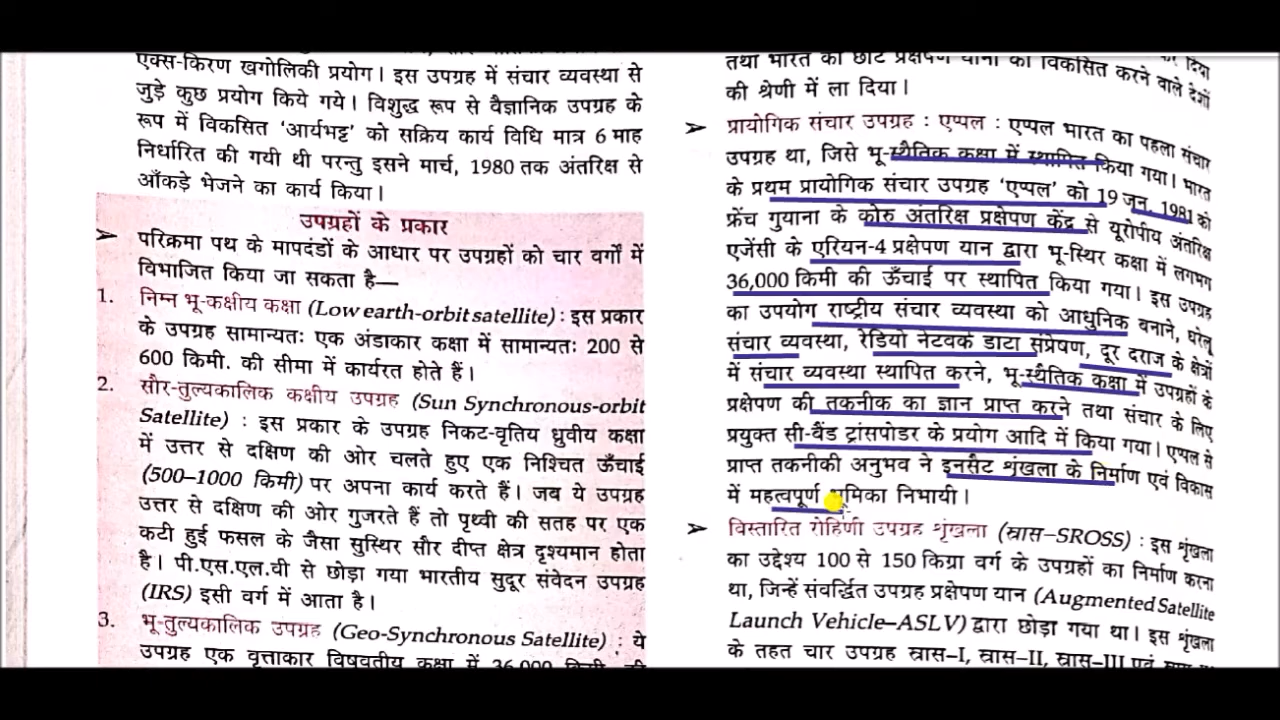 एक्स-किरण खगोलिकी प्रयोग। इस उपग्रह में संचार व्यवस्था से
जुड़े कुछ प्रयोग किये गये। विशुद्ध रूप से वैज्ञानिक उपग्रह के
रूप में विकसित 'आर्यभट्ट' को सक्रिय कार्य विधि मात्र 6 माह
निर्धारित की गयी थी परन्तु इसने मार्च, 1980 तक अंतरिक्ष से
आँकड़े भेजने का कार्य किया।
उपग्रहों के प्रकार
➤ परिक्रमा पथ के मापदंडों के आधार पर उपग्रहों को चार वर्गों में
विभाजित किया जा सकता है—
1. निम्न भू-कक्षीय कक्षा (Low earth-orbit satellite) : इस प्रकार
के उपग्रह सामान्यतः एक अंडाकार कक्षा में सामान्यतः 200 से
600 किमी. की सीमा में कार्यरत होते हैं।
2. सौर-तुल्यकालिक कक्षीय उपग्रह (Sun Synchronous-orbit
Satellite) : इस प्रकार के उपग्रह निकट-वृतिय ध्रुवीय कक्षा
में उत्तर से दक्षिण की ओर चलते हुए एक निश्चित ऊँचाई
(500–1000 किमी) पर अपना कार्य करते हैं। जब ये उपग्रह
उत्तर से दक्षिण की ओर गुजरते हैं तो पृथ्वी की सतह पर एक
कटी हुई फसल के जैसा सुस्थिर सौर दीप्त क्षेत्र दृश्यमान होता
है। पी.एस.एल.वी से छोड़ा गया भारतीय सुदूर संवेदन उपग्रह
(IRS) इसी वर्ग में आता है।
3. भू-तुल्यकालिक उपग्रह (Geo-Synchronous Satellite) : ये
उपग्रह एक वृत्ताकार विषुवतीय कक्षा में 36,000 किमी की
तथा भारत को छोटे प्रक्षेपण यानों को विकसित करने वाले देशों
की श्रेणी में ला दिया।
➤ प्रायोगिक संचार उपग्रह : एप्पल : एप्पल भारत का पहला संचार
उपग्रह था, जिसे भू-स्थैतिक कक्षा में स्थापित किया गया। भारत
के प्रथम प्रायोगिक संचार उपग्रह 'एप्पल' को 19 जून, 1981 को
फ्रेंच गुयाना के कोरु अंतरिक्ष प्रक्षेपण केंद्र से यूरोपीय अंतरिक्ष
एजेंसी के एरियन-4 प्रक्षेपण यान द्वारा भू-स्थिर कक्षा में लगभग
36,000 किमी की ऊँचाई पर स्थापित किया गया। इस उपग्रह
का उपयोग राष्ट्रीय संचार व्यवस्था को आधुनिक बनाने, घरेलू
संचार व्यवस्था, रेडियो नेटवर्क डाटा संप्रेषण, दूर दराज के क्षेत्रों
में संचार व्यवस्था स्थापित करने, भू-स्थैतिक कक्षा में उपग्रहों के
प्रक्षेपण की तकनीक का ज्ञान प्राप्त करने तथा संचार के लिए
प्रयुक्त सी-बैंड ट्रांसपोडर के प्रयोग आदि में किया गया। एप्पल से
प्राप्त तकनीकी अनुभव ने इनसैट शृंखला के निर्माण एवं विकास
में महत्वपूर्ण भूमिका निभायी।
➤ विस्तारित रोहिणी उपग्रह शृंखला (स्रास–SROSS) : इस शृंखला
का उद्देश्य 100 से 150 किग्रा वर्ग के उपग्रहों का निर्माण करना
था, जिन्हें संवर्द्धित उपग्रह प्रक्षेपण यान (Augmented Satellite
Launch Vehicle–ASLV) द्वारा छोड़ा गया था। इस शृंखला
के तहत चार उपग्रह स्रास–I, स्रास–II, स्रास–III एवं